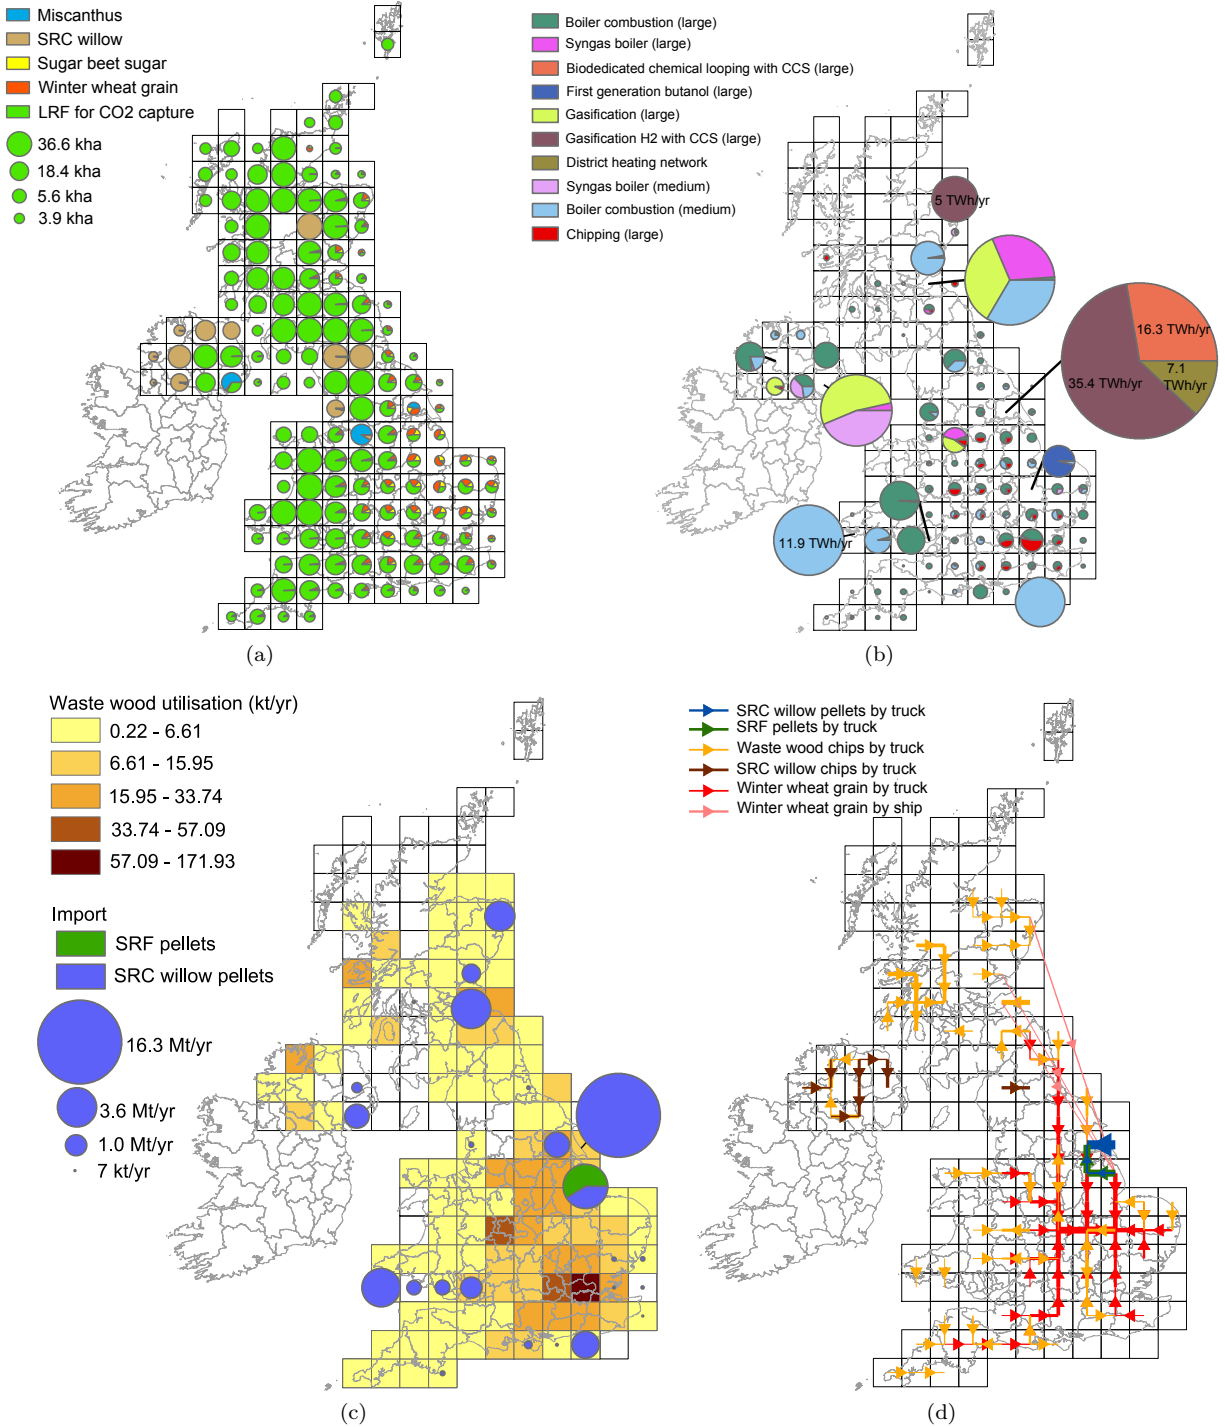 Miscanthus
SRC willow
Sugar beet sugar
Winter wheat grain
LRF for CO2 capture
36.6 kha
18.4 kha
5.6 kha
3.9 kha
(a)
Boiler combustion (large)
Syngas boiler (large)
Biodedicated chemical looping with CCS (large)
First generation butanol (large)
Gasification (large)
Gasification H2 with CCS (large)
District heating network
Syngas boiler (medium)
Boiler combustion (medium)
Chipping (large)
5 TWh/yr
16.3 TWh/yr
7.1
TWh/yr
35.4 TWh/yr
11.9 TWh/yr
(b)
Waste wood utilisation (kt/yr)
0.22 - 6.61
6.61 - 15.95
15.95 - 33.74
33.74 - 57.09
57.09 - 171.93
Import
SRF pellets
SRC willow pellets
16.3 Mt/yr
3.6 Mt/yr
1.0 Mt/yr
7 kt/yr
(c)
SRC willow pellets by truck
SRF pellets by truck
Waste wood chips by truck
SRC willow chips by truck
Winter wheat grain by truck
Winter wheat grain by ship
(d)